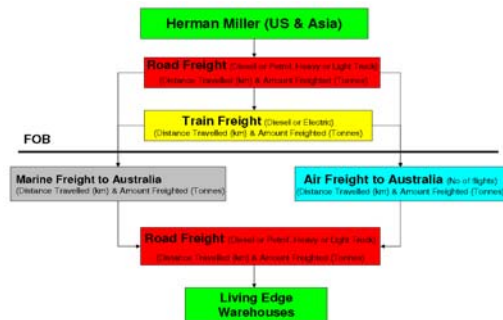 Herman Miller (US & Asia)
Road Freight (Diesel or Petrol, Heavy or Light Truck)
(Distance Travelled (km) & Amount Freighted (Tonnes)
Train Freight (Diesel or Electric)
(Distance Travelled (km) & Amount Freighted (Tonnes)
FOB
Marine Freight to Australia
(Distance Travelled (km) & Amount Freighted (Tonnes)
Air Freight to Australia (No of flights)
(Distance Travelled (km) & Amount Freighted (Tonnes)
Road Freight (Diesel or Petrol, Heavy or Light Truck)
(Distance Travelled (km) & Amount Freighted (Tonnes)
Living Edge
Warehouses